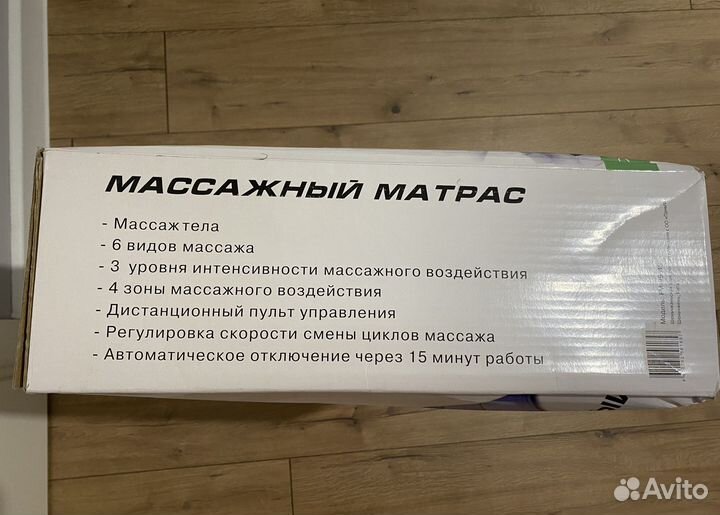 МАССАЖНЫЙ МАТРАС
- Массаж тела
- 6 видов массажа
- 3 уровня интенсивности массажного воздействия
- 4 зоны массажного воздействия
- Дистанционный пульт управления
- Регулировка скорости смены циклов массажа
- Автоматическое отключение через 15 минут работы
Модель:
Avito